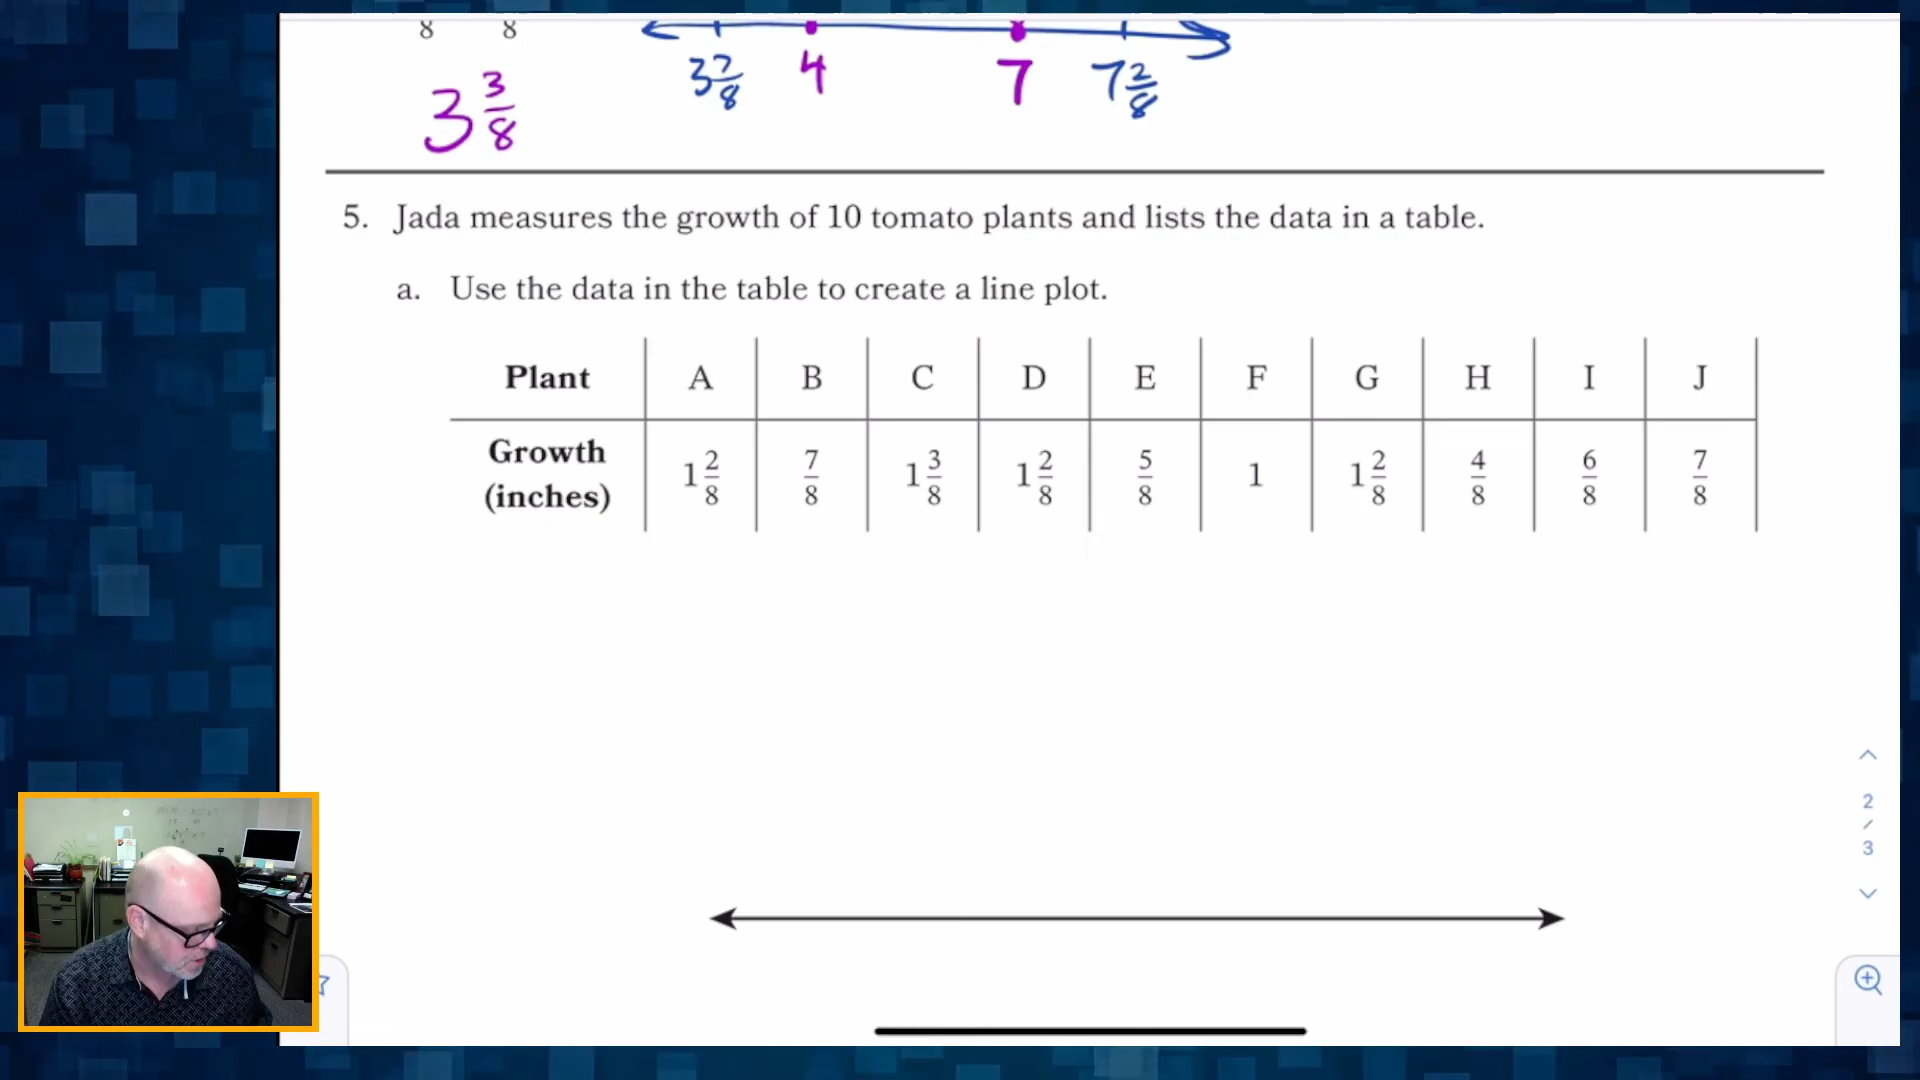 8 8
3 3/8
3 7/8 4 7 7 2/8
5. Jada measures the growth of 10 tomato plants and lists the data in a table.
a. Use the data in the table to create a line plot.
Plant A B C D E F G H I J
Growth (inches) 1 2/8 7/8 1 3/8 1 2/8 5/8 1 1 2/8 4/8 6/8 7/8
2
/
3